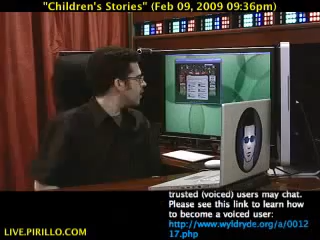 "Children's Stories" (Feb 09, 2009 09:36pm)
trusted (voiced) users may chat.
Please see this link to learn how
to become a voiced user:
http://www.wyldryde.org/a/0012
17.php
LIVE.PIRILLO.COM